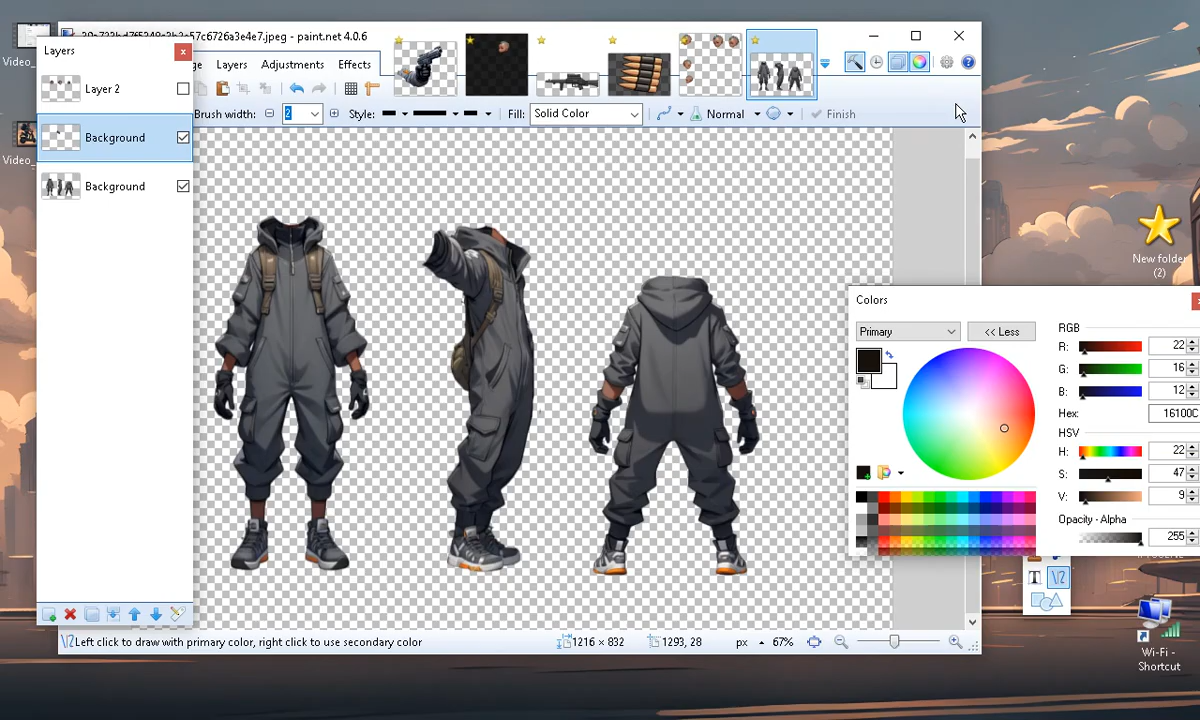 Layers
- paint.net 4.0.6
Layers
Adjustments
Effects
Layer 2
Background
Background
Brush width:
2
Style:
Fill:
Solid Color
Normal
Finish
Video_
Video_
New folder
(2)
Colors
Primary
<< Less
RGB
R:
22
G:
16
B:
12
Hex:
16100C
HSV
H:
22
S:
47
V:
9
Opacity - Alpha
255
T
Left click to draw with primary color, right click to use secondary color
1216 × 832
1293, 28
px
67%
Wi-Fi -
Shortcut